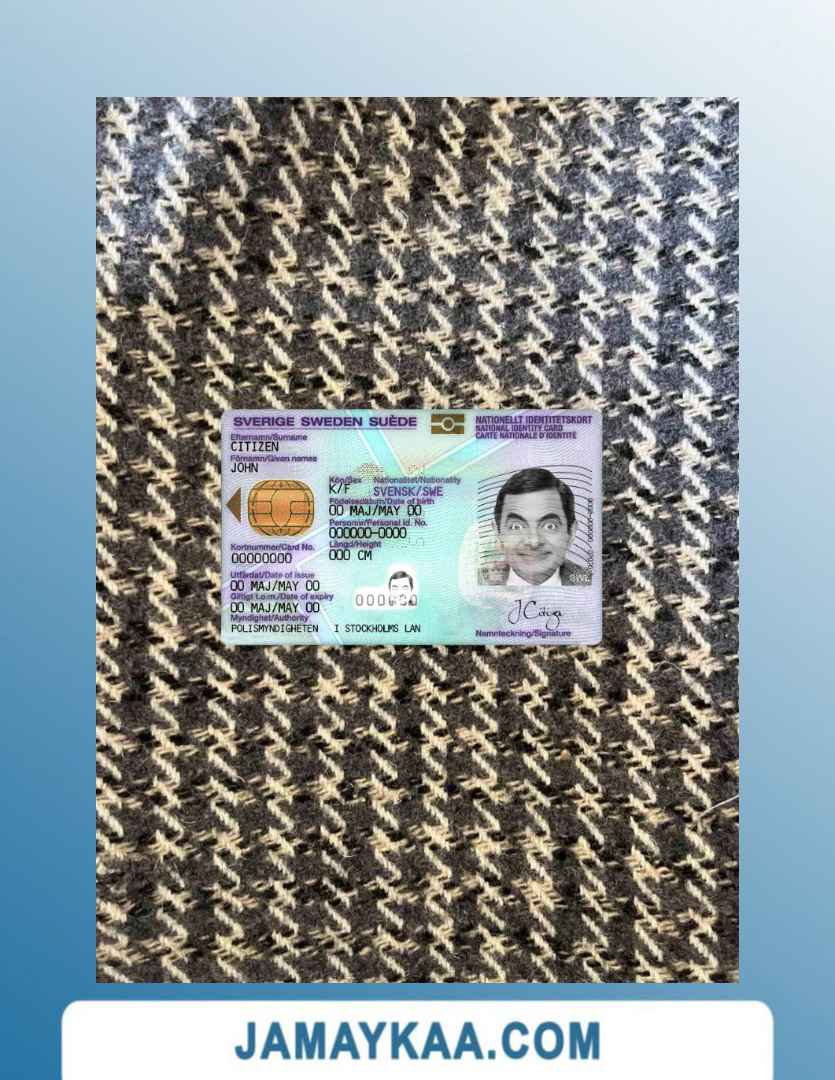 SVERIGE SWEDEN SUÈDE
NATIONELLT IDENTITETSKORT
NATIONAL IDENTITY CARD
CARTE NATIONALE D'IDENTITÉ
Efternamn/Surname
CITIZEN
Förnamn/Given names
JOHN
Kön/Sex Nationalitet/Nationality
K/F SVENSK/SWE
Födelsedatum/Date of birth
00 MAJ/MAY 00
Personnr/Personal Id. No.
000000-0000
Längd/Height
000 CM
Kortnummer/Card No.
00000000
Utfärdat/Date of issue
00 MAJ/MAY 00
Giltigt t.o.m./Date of expiry
00 MAJ/MAY 00
Myndighet/Authority
POLISMYNDIGHETEN I STOCKHOLMS LAN
SWE
J Citizen
Namnteckning/Signature
JAMAYKAA.COM